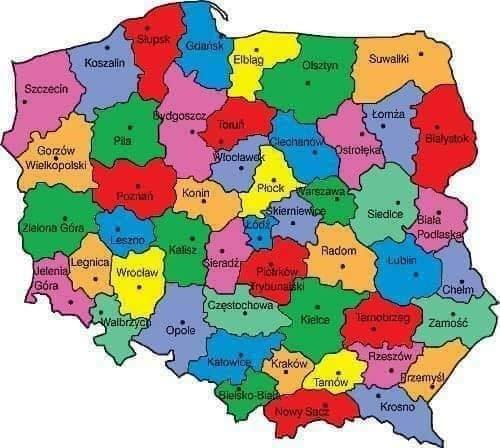 Słupsk
Gdańsk
Koszalin
Elbląg
Olsztyn
Suwałki
Szczecin
Bydgoszcz
Toruń
Łomża
Piła
Białystok
Ciechanów
Ostrołęka
Gorzów
Wielkopolski
Włocławek
Płock
Poznań
Konin
Warszawa
Siedlce
Skierniewice
Biała
Podlaska
Zielona Góra
Leszno
Kalisz
Łódź
Sieradz
Radom
Lublin
Legnica
Wrocław
Piotrków
Trybunalski
Jelenia
Góra
Chełm
Wałbrzych
Opole
Częstochowa
Kielce
Tarnobrzeg
Zamość
Katowice
Kraków
Rzeszów
Tarnów
Przemyśl
Bielsko-Biała
Nowy Sącz
Krosno